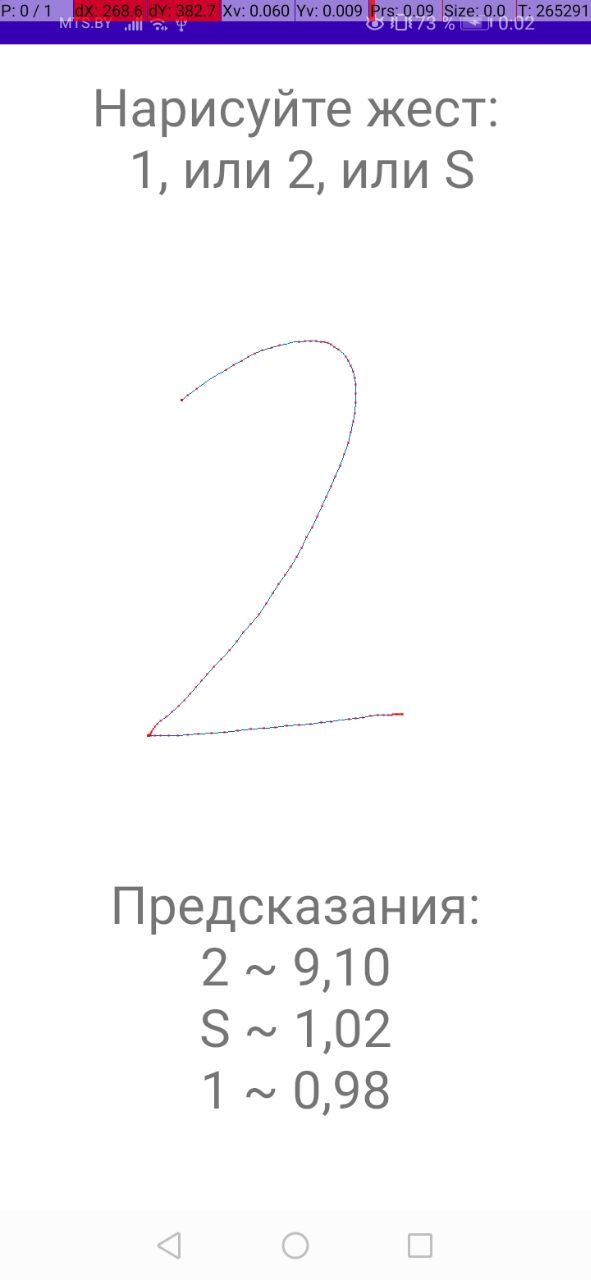 P: 0 / 1 dX: 268.6 dY: 382.7 Xv: 0.060 Yv: 0.009 Prs: 0.09 Size: 0.0 T: 265291
MTS.BY 73 % 0:02
Нарисуйте жест:
1, или 2, или S
2
Предсказания:
2 ~ 9,10
S ~ 1,02
1 ~ 0,98